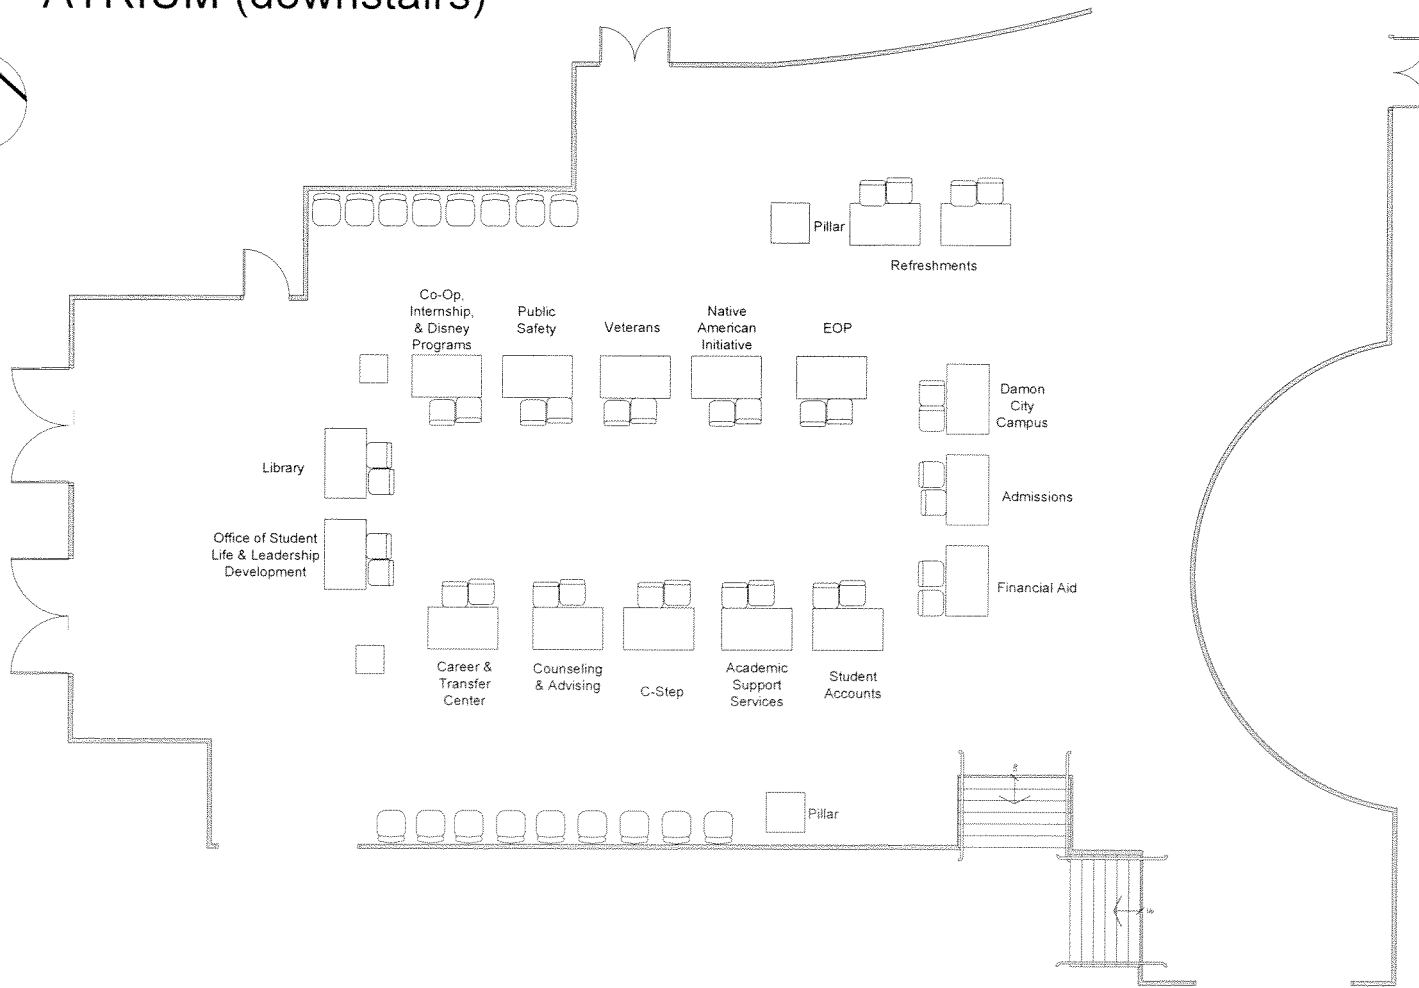 ATRIUM (downstairs)
Pillar
Refreshments
Co-Op,
Internship,
& Disney
Programs
Public
Safety
Veterans
Native
American
Initiative
EOP
Damon
City
Campus
Library
Admissions
Office of Student
Life & Leadership
Development
Financial Aid
Career &
Transfer
Center
Counseling
& Advising
C-Step
Academic
Support
Services
Student
Accounts
Pillar
Up